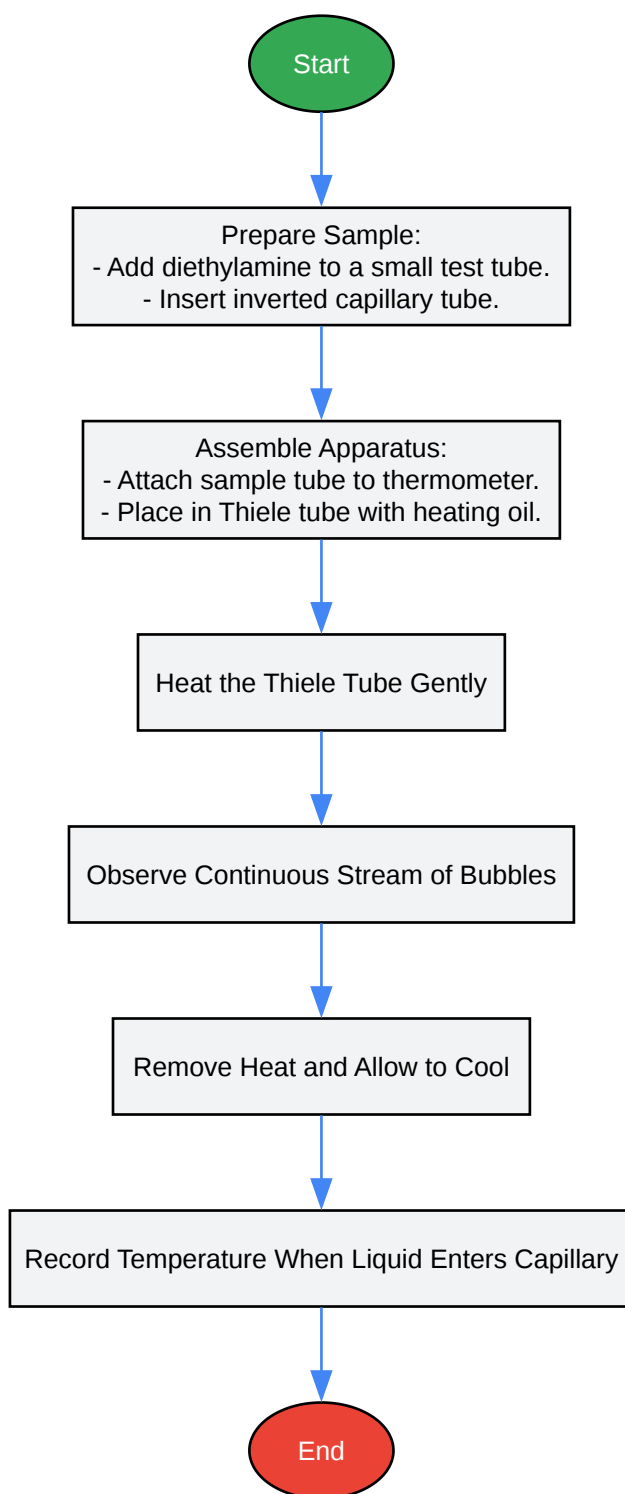 Start
Prepare Sample:
- Add diethylamine to a small test tube.
- Insert inverted capillary tube.
Assemble Apparatus:
- Attach sample tube to thermometer.
- Place in Thiele tube with heating oil.
Heat the Thiele Tube Gently
Observe Continuous Stream of Bubbles
Remove Heat and Allow to Cool
Record Temperature When Liquid Enters Capillary
End